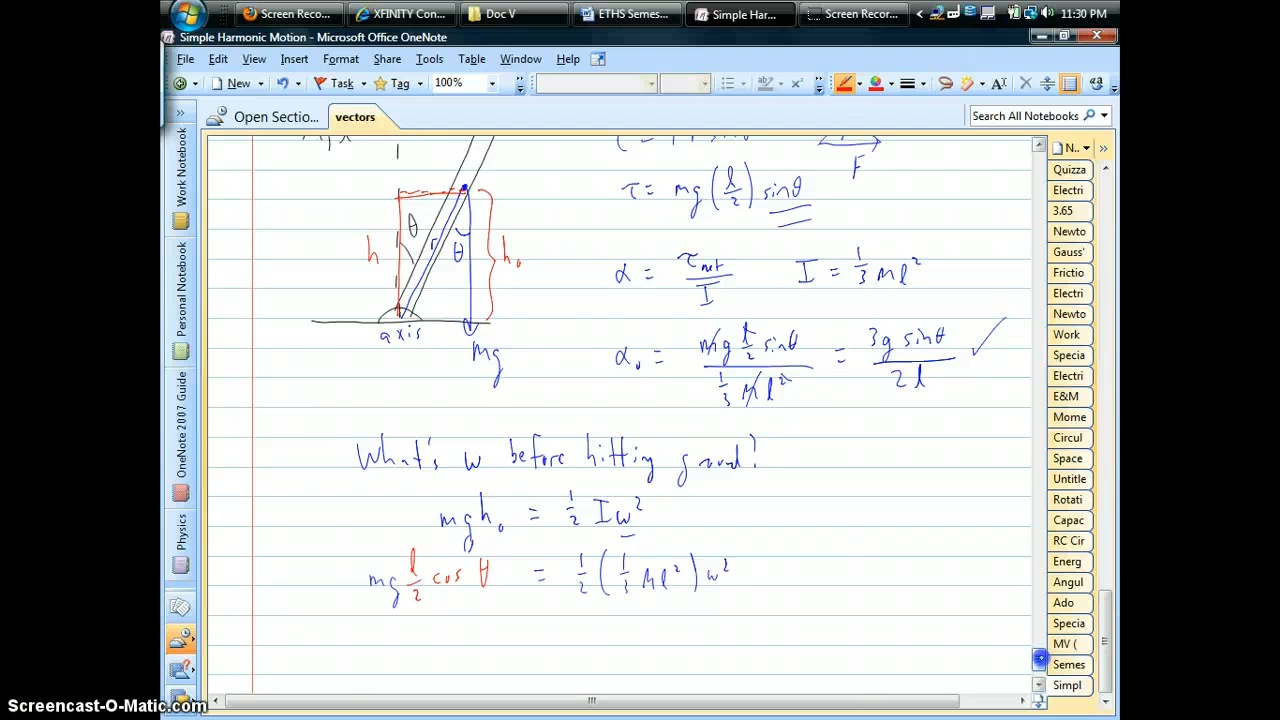 Screen Reco...
XFINITY Con...
Doc V
ETHS Semes...
Simple Har...
Screen Recor...
11:30 PM
Simple Harmonic Motion - Microsoft Office OneNote
File Edit View Insert Format Share Tools Table Window Help
New Task Tag 100%
Open Sectio... vectors
Search All Notebooks
Work Notebook
Personal Notebook
OneNote 2007 Guide
Physics
N..
Quizza
Electri
3.65
Newto
Gauss'
Frictio
Electri
Newto
Work
Specia
Electri
E&M
Mome
Circul
Space
Untitle
Rotati
Capac
RC Cir
Energ
Angul
Ado
Specia
MV (
Semes
Simpl
F
τ = mg (l/2) sinθ
θ
h r θ h₀
axis
mg
α = τnet / I I = 1/3 Ml²
α₀ = mg l/2 sinθ / 1/3 Ml² = 3g sinθ / 2l ✓
What's w before hitting ground?
mgh₀ = 1/2 Iω²
mg l/2 cos θ = 1/2 (1/3 Ml²) ω²
Screencast-O-Matic.com